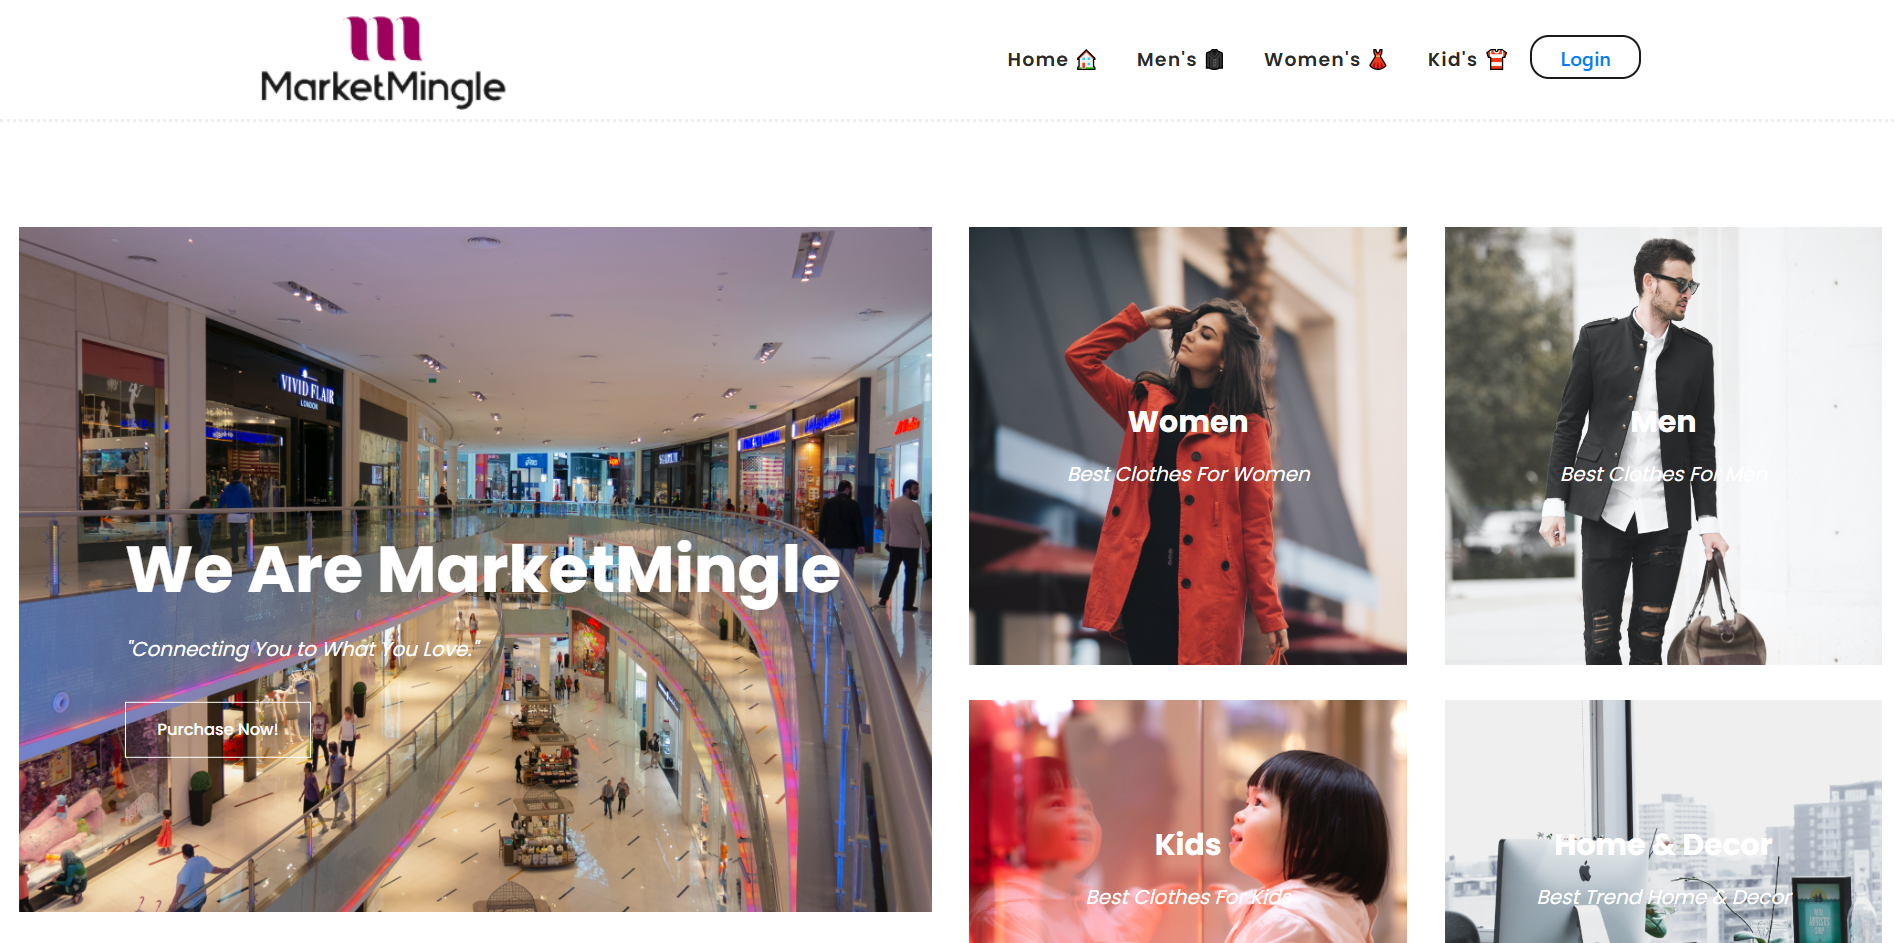 MarketMingle
Home
Men's
Women's
Kid's
Login
VIVID FLAIR
LONDON
We Are MarketMingle
"Connecting You to What You Love."
Purchase Now!
Women
Best Clothes For Women
Men
Best Clothes For Men
Kids
Best Clothes For Kids
Home & Decor
Best Trend Home & Decor